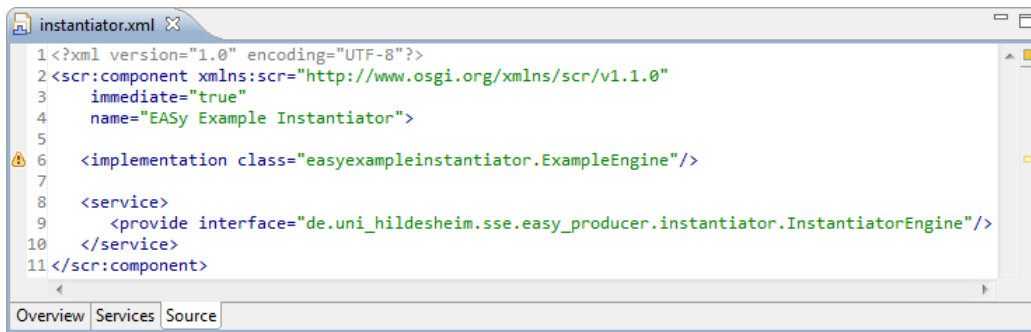 instantiator.xml
1 <?xml version="1.0" encoding="UTF-8"?>
2 <scr:component xmlns:scr="http://www.osgi.org/xmlns/scr/v1.1.0"
3     immediate="true"
4     name="EASy Example Instantiator">
5
6    <implementation class="easyexampleinstantiator.ExampleEngine"/>
7
8    <service>
9       <provide interface="de.uni_hildesheim.sse.easy_producer.instantiator.InstantiatorEngine"/>
10    </service>
11 </scr:component>
Overview Services Source